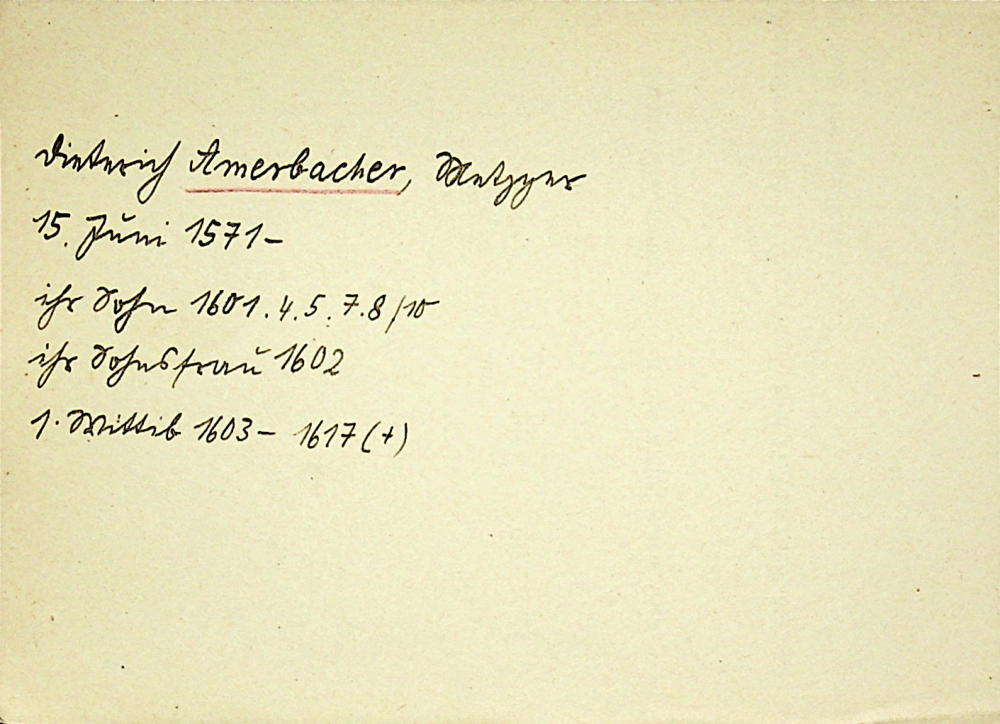 Dieterich Amerbacher, Metzger
15. Juni 1571-
ihr Sohn 1601.4.5.7.8/10
ihr Sohnsfrau 1602
1. Wittib 1603- 1617 (+)